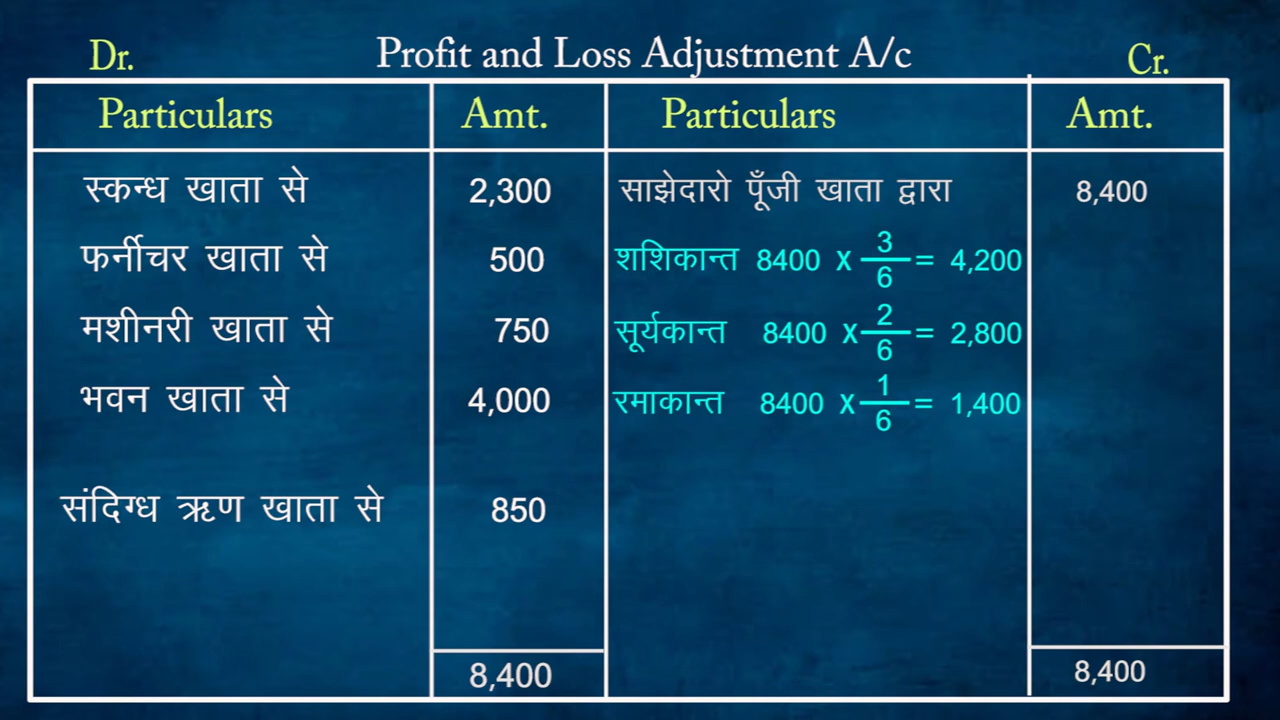 Profit and Loss Adjustment A/c
Dr. Cr.
Particulars Amt. Particulars Amt.
स्कन्ध खाता से 2,300 साझेदारो पूँजी खाता द्वारा 8,400
फर्नीचर खाता से 500 शशिकान्त 8400 x 3/6 = 4,200
मशीनरी खाता से 750 सूर्यकान्त 8400 x 2/6 = 2,800
भवन खाता से 4,000 रमाकान्त 8400 x 1/6 = 1,400
संदिग्ध ऋण खाता से 850
8,400 8,400